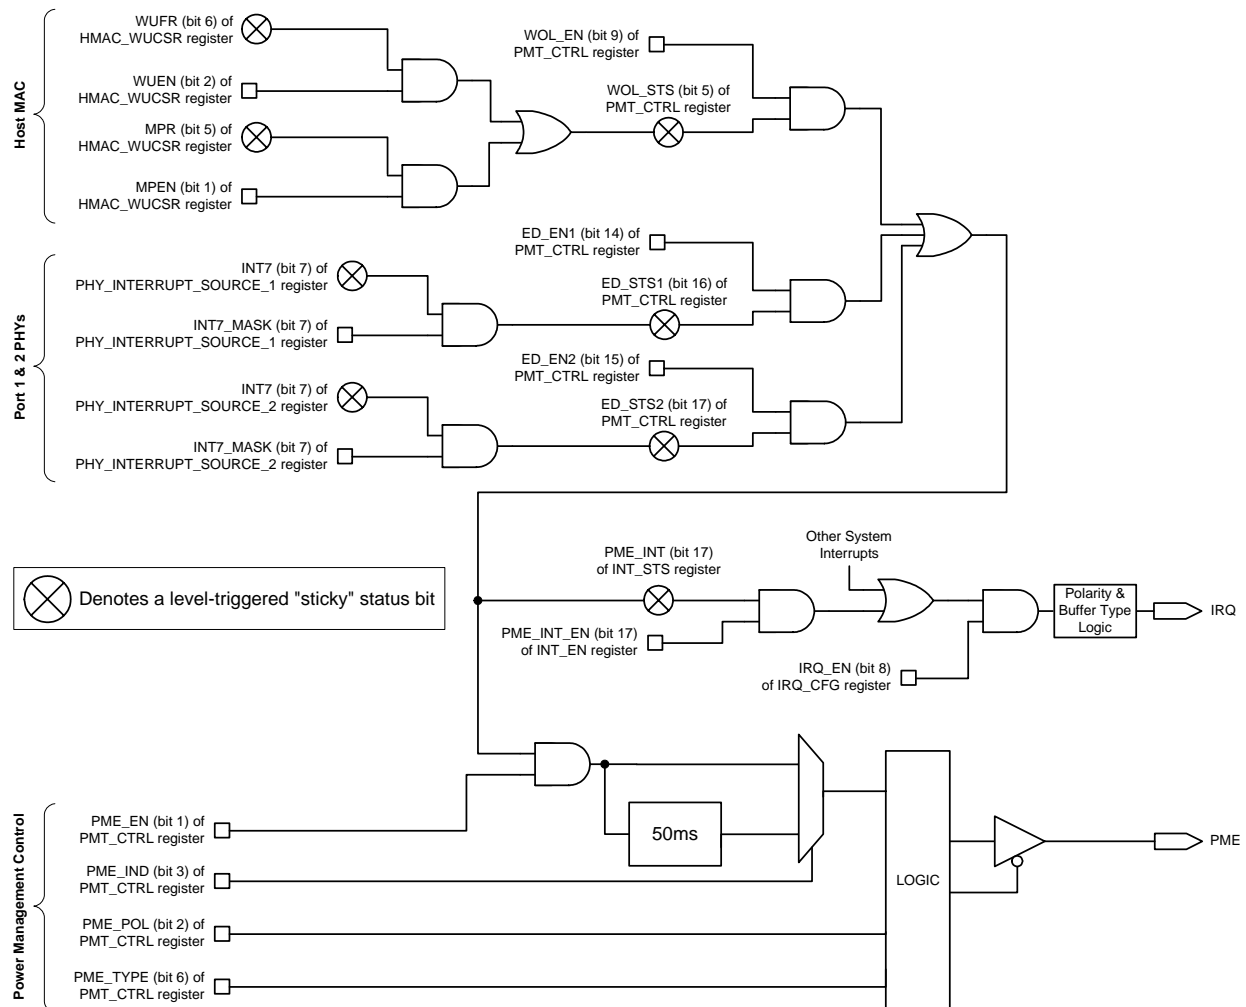 Host MAC
WUFR (bit 6) of
HMAC_WUCSR register
WUEN (bit 2) of
HMAC_WUCSR register
MPR (bit 5) of
HMAC_WUCSR register
MPEN (bit 1) of
HMAC_WUCSR register
WOL_EN (bit 9) of
PMT_CTRL register
WOL_STS (bit 5) of
PMT_CTRL register
Port 1 & 2 PHYs
INT7 (bit 7) of
PHY_INTERRUPT_SOURCE_1 register
INT7_MASK (bit 7) of
PHY_INTERRUPT_SOURCE_1 register
INT7 (bit 7) of
PHY_INTERRUPT_SOURCE_2 register
INT7_MASK (bit 7) of
PHY_INTERRUPT_SOURCE_2 register
ED_EN1 (bit 14) of
PMT_CTRL register
ED_STS1 (bit 16) of
PMT_CTRL register
ED_EN2 (bit 15) of
PMT_CTRL register
ED_STS2 (bit 17) of
PMT_CTRL register
Denotes a level-triggered "sticky" status bit
PME_INT (bit 17)
of INT_STS register
PME_INT_EN (bit 17)
of INT_EN register
Other System
Interrupts
IRQ_EN (bit 8)
of IRQ_CFG register
Polarity &
Buffer Type
Logic
IRQ
Power Management Control
PME_EN (bit 1) of
PMT_CTRL register
PME_IND (bit 3) of
PMT_CTRL register
PME_POL (bit 2) of
PMT_CTRL register
PME_TYPE (bit 6) of
PMT_CTRL register
50ms
LOGIC
PME